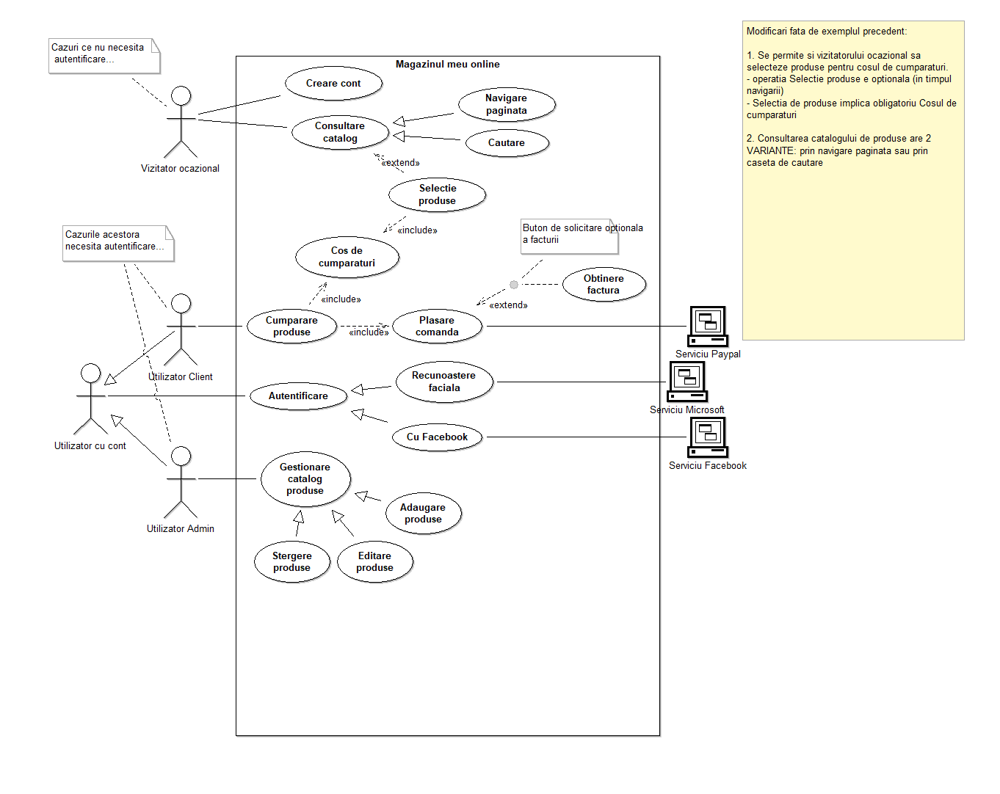 Cazuri ce nu necesita
autentificare...
Magazinul meu online
Creare cont
Navigare
paginata
Consultare
catalog
Cautare
Vizitator ocazional
«extend»
Selectie
produse
«include»
Cazurile acestora
necesita autentificare...
Buton de solicitare optionala
a facturii
Cos de
cumparaturi
Obtinere
factura
«include»
«extend»
Cumparare
produse
«include»
Plasare
comanda
Serviciu Paypal
Utilizator Client
Recunoastere
faciala
Autentificare
Serviciu Microsoft
Utilizator cu cont
Cu Facebook
Serviciu Facebook
Gestionare
catalog
produse
Utilizator Admin
Adaugare
produse
Stergere
produse
Editare
produse
Modificari fata de exemplul precedent:
1. Se permite si vizitatorului ocazional sa
selecteze produse pentru cosul de cumparaturi.
- operatia Selectie produse e optionala (in timpul
navigarii)
- Selectia de produse implica obligatoriu Cosul de
cumparaturi
2. Consultarea catalogului de produse are 2
VARIANTE: prin navigare paginata sau prin
caseta de cautare